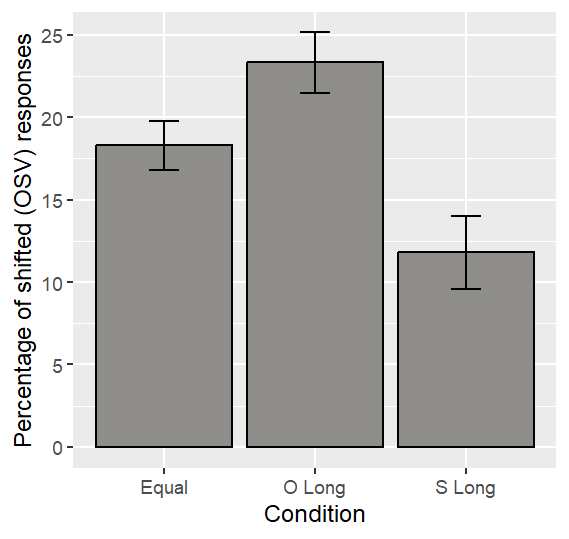 Percentage of shifted (OSV) responses
25
20
15
10
5
0
Equal O Long S Long
Condition